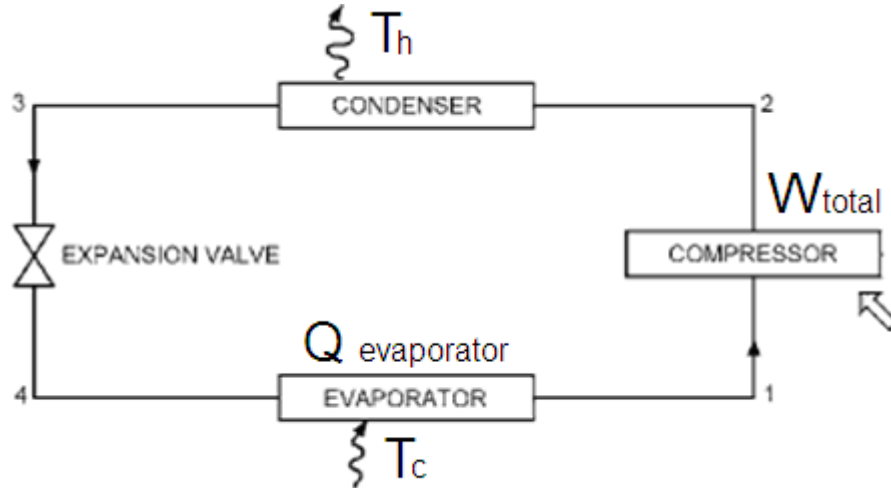 Th
3
CONDENSER
2
Wtotal
EXPANSION VALVE
COMPRESSOR
Q evaporator
4
EVAPORATOR
1
Tc